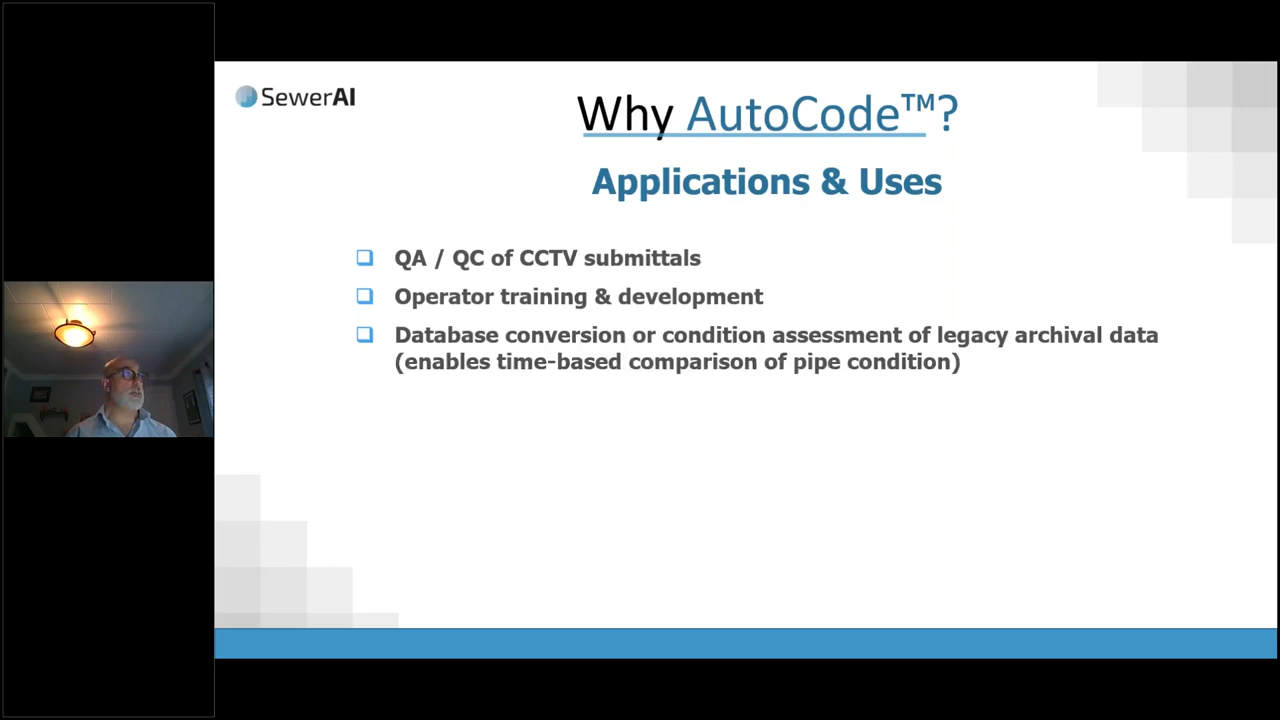 SewerAI
Why AutoCode™?
Applications & Uses
QA / QC of CCTV submittals
Operator training & development
Database conversion or condition assessment of legacy archival data
(enables time-based comparison of pipe condition)